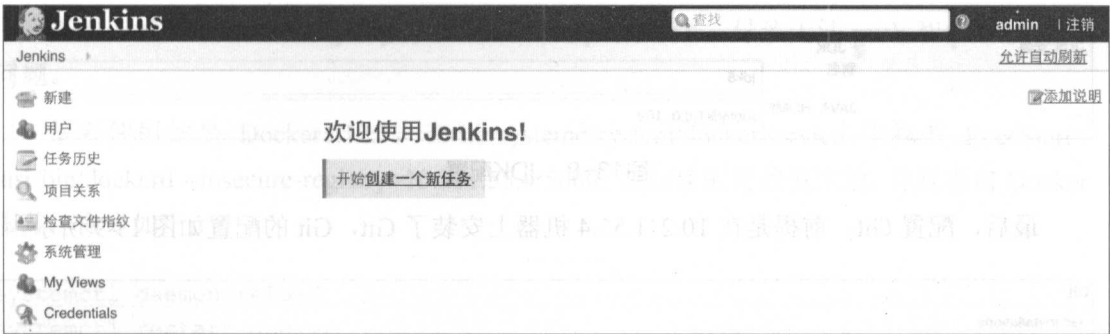 Jenkins
查找
admin | 注销
Jenkins
允许自动刷新
新建
用户
任务历史
项目关系
检查文件指纹
系统管理
My Views
Credentials
添加说明
欢迎使用Jenkins!
开始创建一个新任务.